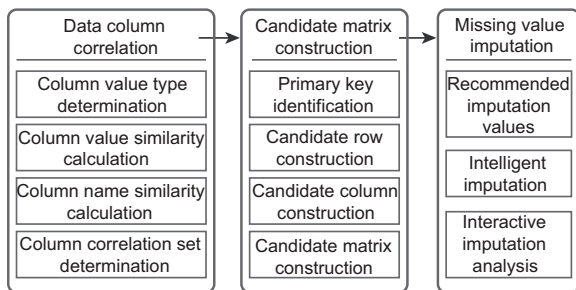 Data column
correlation
Column value type
determination
Column value similarity
calculation
Column name similarity
calculation
Column correlation set
determination
Candidate matrix
construction
Primary key
identification
Candidate row
construction
Candidate column
construction
Candidate matrix
construction
Missing value
imputation
Recommended
imputation
values
Intelligent
imputation
Interactive
imputation
analysis